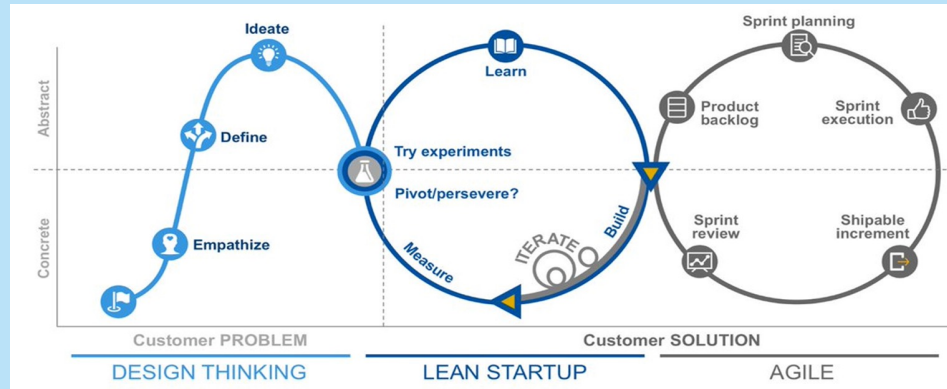 Ideate
Define
Empathize
Learn
Try experiments
Pivot/persevere?
Measure
Build
ITERATE
Sprint planning
Product
backlog
Sprint
execution
Sprint
review
Shipable
increment
Abstract
Concrete
Customer PROBLEM
Customer SOLUTION
DESIGN THINKING
LEAN STARTUP
AGILE